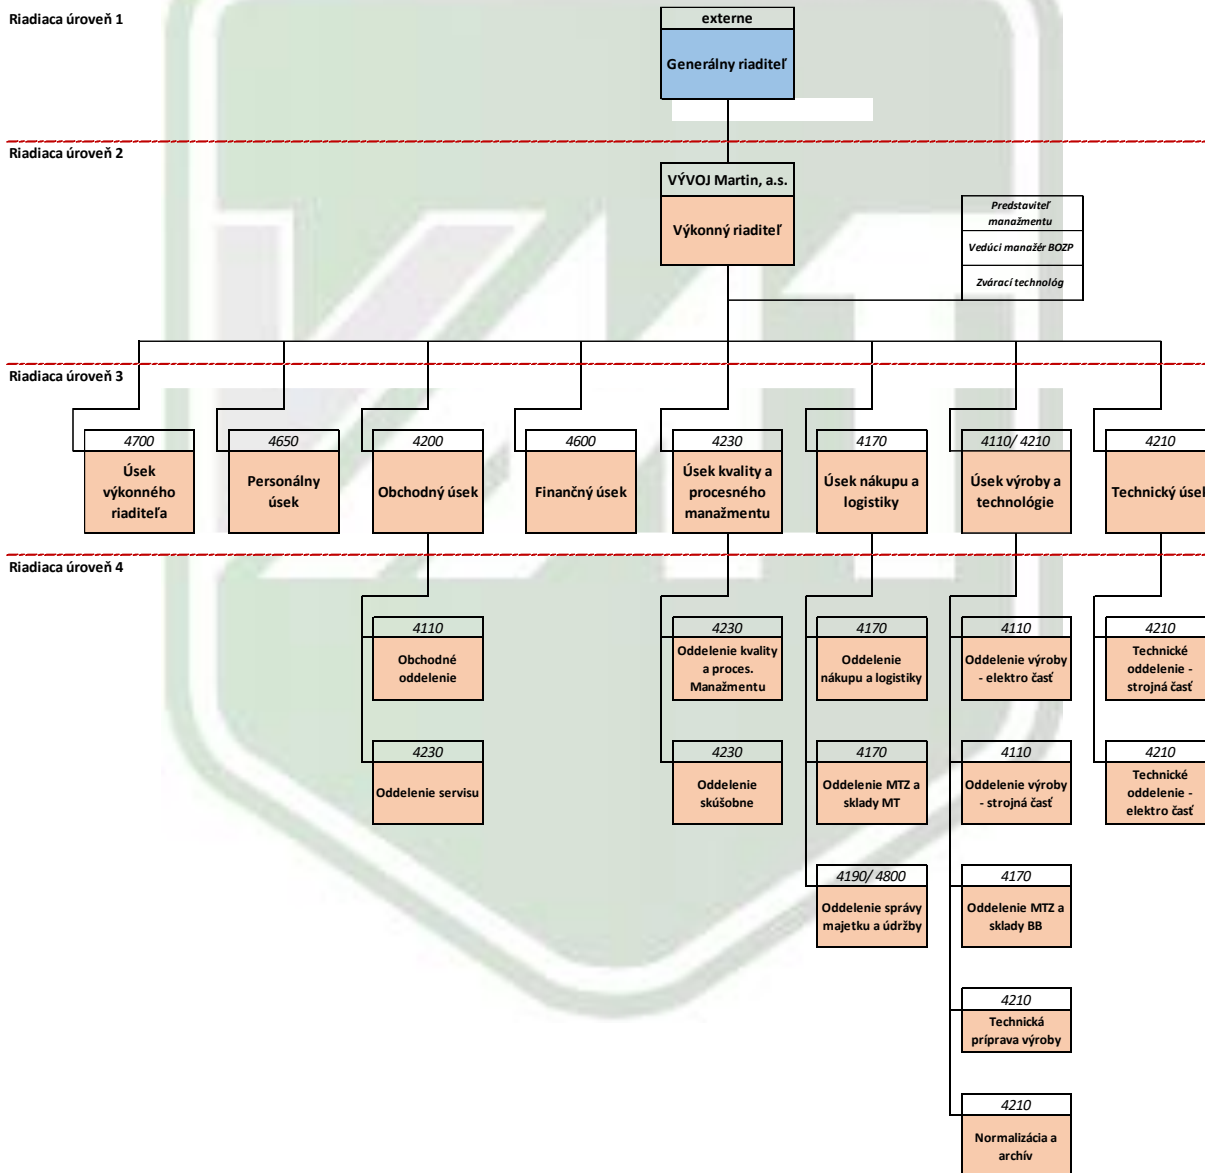 Riadiaca úroveň 1
externe
Generálny riaditeľ
Riadiaca úroveň 2
VÝVOJ Martin, a.s.
Výkonný riaditeľ
Predstaviteľ
manažmentu
Vedúci manažér BOZP
Zvárací technológ
Riadiaca úroveň 3
4700
Úsek
výkonného
riaditeľa
4650
Personálny
úsek
4200
Obchodný úsek
4600
Finančný úsek
4230
Úsek kvality a
procesného
manažmentu
4170
Úsek nákupu a
logistiky
4110/ 4210
Úsek výroby a
technológie
4210
Technický úsek
Riadiaca úroveň 4
4110
Obchodné
oddelenie
4230
Oddelenie servisu
4230
Oddelenie kvality
a proces.
Manažmentu
4230
Oddelenie
skúšobne
4170
Oddelenie
nákupu a logistiky
4170
Oddelenie MTZ a
sklady MT
4190/ 4800
Oddelenie správy
majetku a údržby
4110
Oddelenie výroby
- elektro časť
4110
Oddelenie výroby
- strojná časť
4170
Oddelenie MTZ a
sklady BB
4210
Technická
príprava výroby
4210
Normalizácia a
archív
4210
Technické
oddelenie -
strojná časť
4210
Technické
oddelenie -
elektro časť